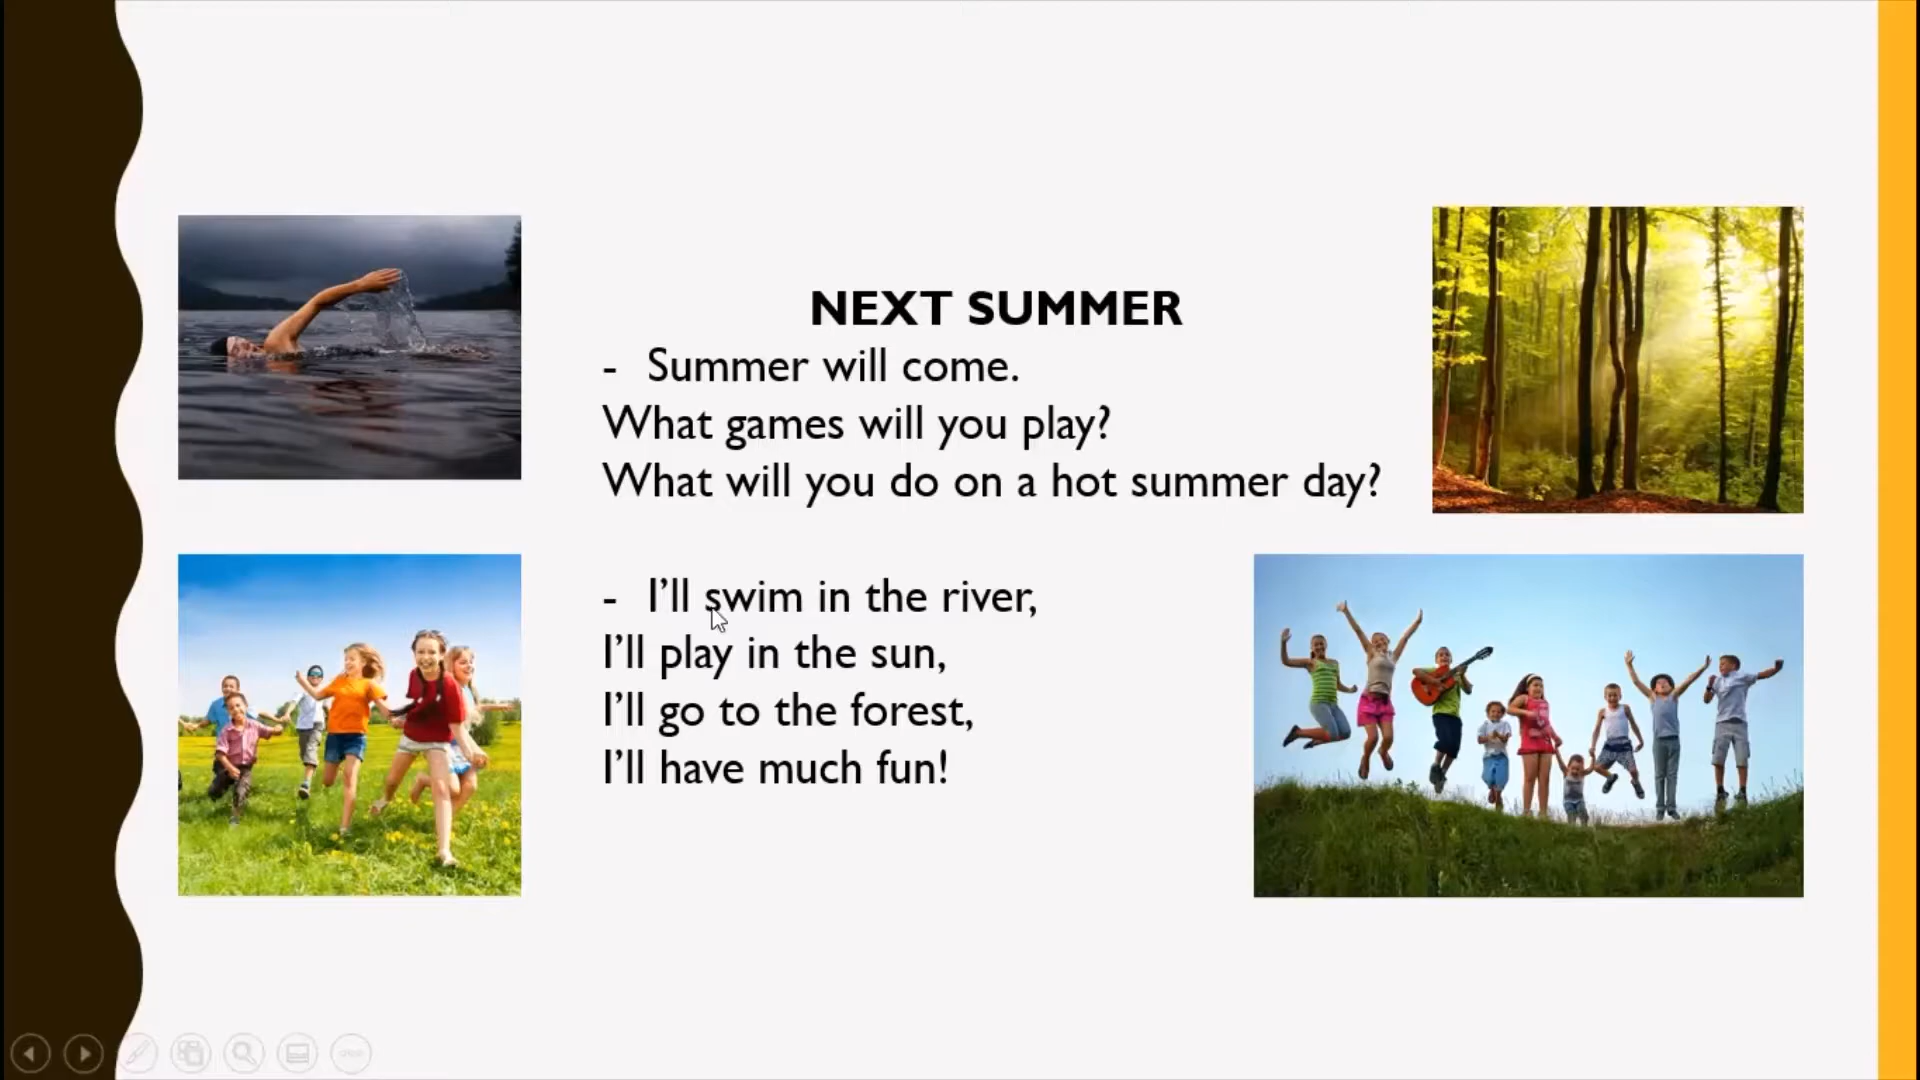 NEXT SUMMER
- Summer will come.
What games will you play?
What will you do on a hot summer day?
- I’ll swim in the river,
I’ll play in the sun,
I’ll go to the forest,
I’ll have much fun!